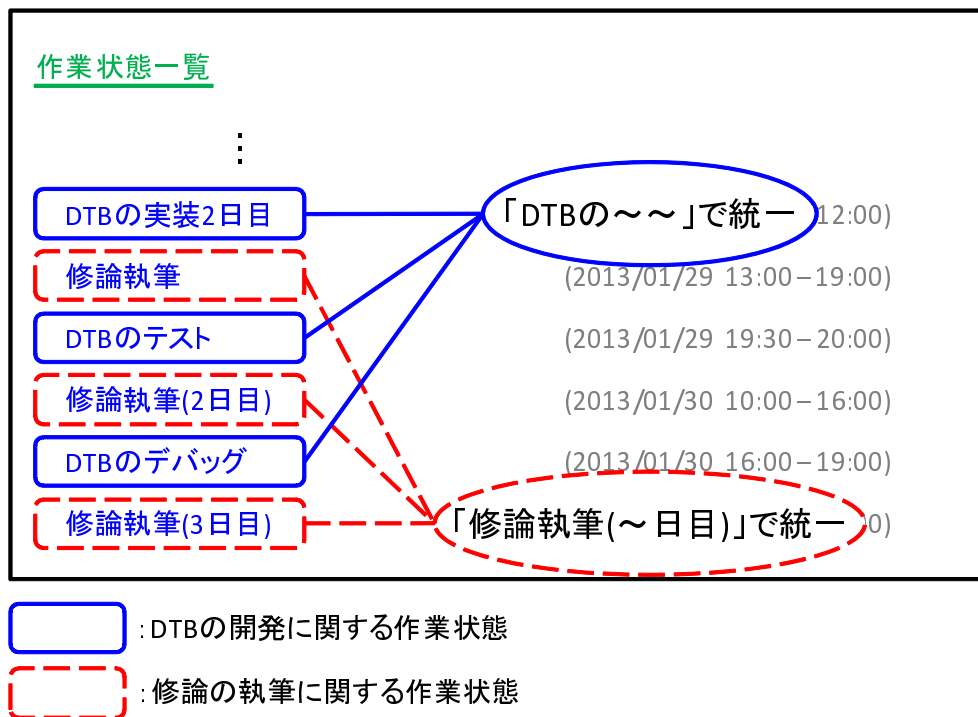 作業状態一覧
⋮
DTBの実装2日目
「DTBの～～」で統一
12:00)
修論執筆
(2013/01/29 13:00–19:00)
DTBのテスト
(2013/01/29 19:30–20:00)
修論執筆(2日目)
(2013/01/30 10:00–16:00)
DTBのデバッグ
(2013/01/30 16:00–19:00)
修論執筆(3日目)
「修論執筆(～日目)」で統一
0)
: DTBの開発に関する作業状態
: 修論の執筆に関する作業状態